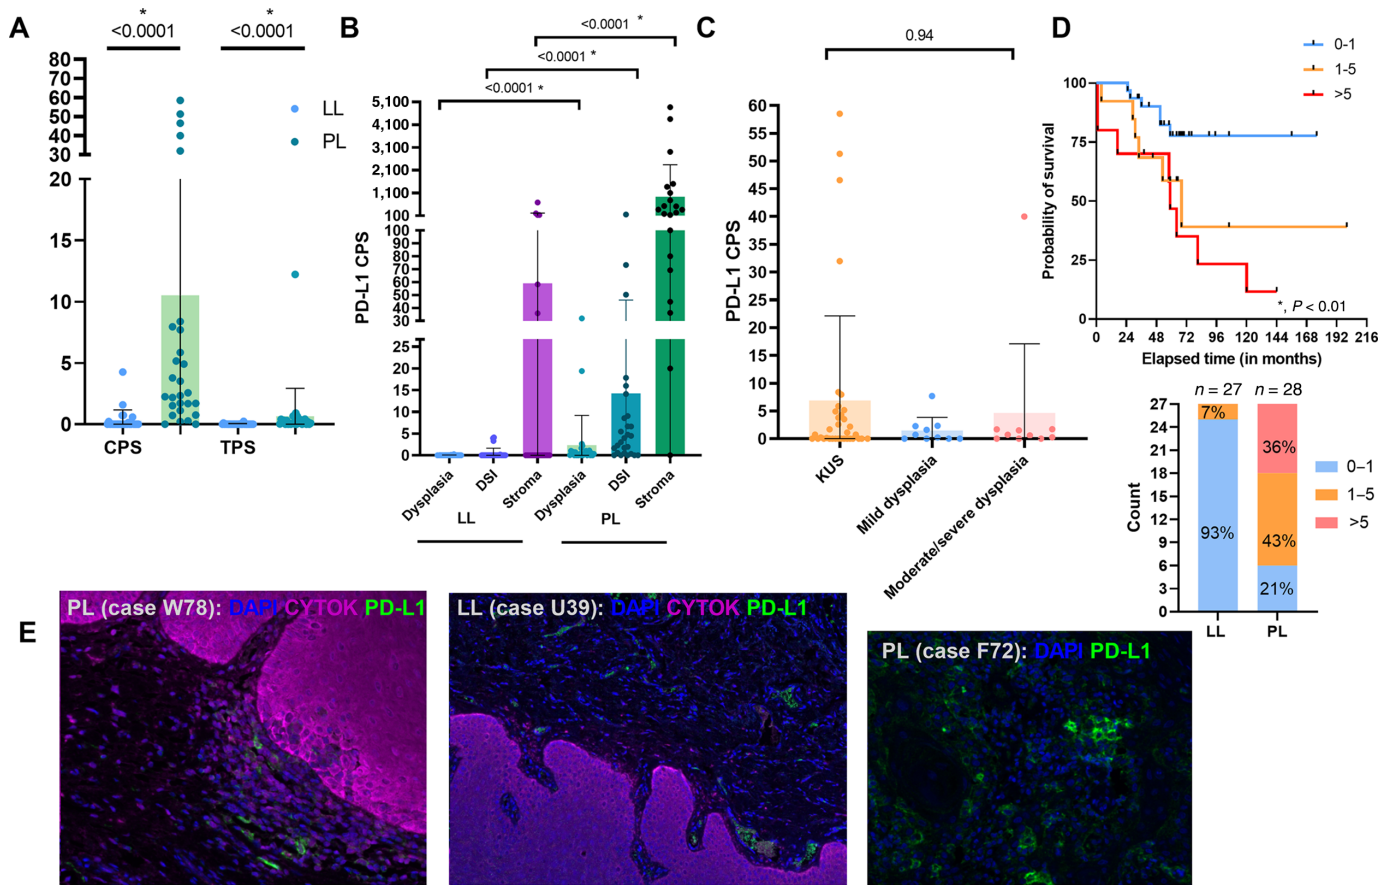 A
*
<0.0001
*
<0.0001
80
70
60
50
40
30
20
15
10
5
0
CPS
TPS
LL
PL
B
<0.0001 *
<0.0001 *
<0.0001 *
PD-L1 CPS
5,100
4,100
3,100
2,100
1,100
100
100
90
80
70
60
50
40
30
25
20
15
10
5
0
Dysplasia
DSI
Stroma
Dysplasia
DSI
Stroma
LL
PL
C
0.94
PD-L1 CPS
60
55
50
45
40
35
30
25
20
15
10
5
0
KUS
Mild dysplasia
Moderate/severe dysplasia
D
0-1
1-5
>5
Probability of survival
100
75
50
25
0
*, P < 0.01
0 24 48 72 96 120 144 168 192 216
Elapsed time (in months)
n = 27 n = 28
Count
27
24
21
18
15
12
9
6
3
0
7%
93%
36%
43%
21%
LL PL
0–1
1–5
>5
E
PL (case W78): DAPI CYTOK PD-L1
LL (case U39): DAPI CYTOK PD-L1
PL (case F72): DAPI PD-L1